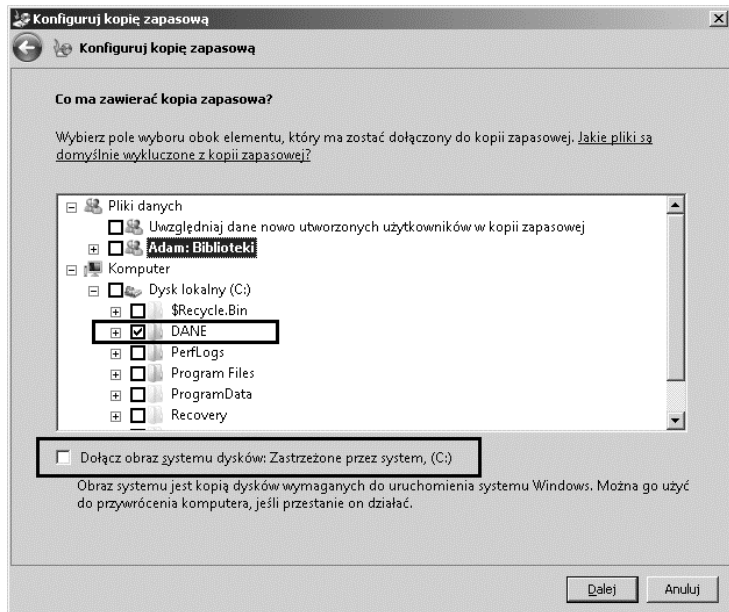 Konfiguruj kopię zapasową
Konfiguruj kopię zapasową
Co ma zawierać kopia zapasowa?
Wybierz pole wyboru obok elementu, który ma zostać dołączony do kopii zapasowej. Jakie pliki są
domyślnie wykluczone z kopii zapasowej?
Pliki danych
Uwzględniaj dane nowo utworzonych użytkowników w kopii zapasowej
Adam: Biblioteki
Komputer
Dysk lokalny (C:)
$Recycle.Bin
DANE
PerfLogs
Program Files
ProgramData
Recovery
Dołącz obraz systemu dysków: Zastrzeżone przez system, (C:)
Obraz systemu jest kopią dysków wymaganych do uruchomienia systemu Windows. Można go użyć
do przywrócenia komputera, jeśli przestanie on działać.
Dalej
Anuluj